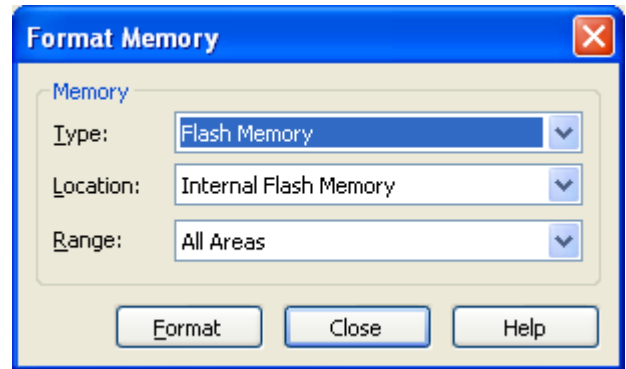 Format Memory
Memory
Type: Flash Memory
Location: Internal Flash Memory
Range: All Areas
Format Close Help